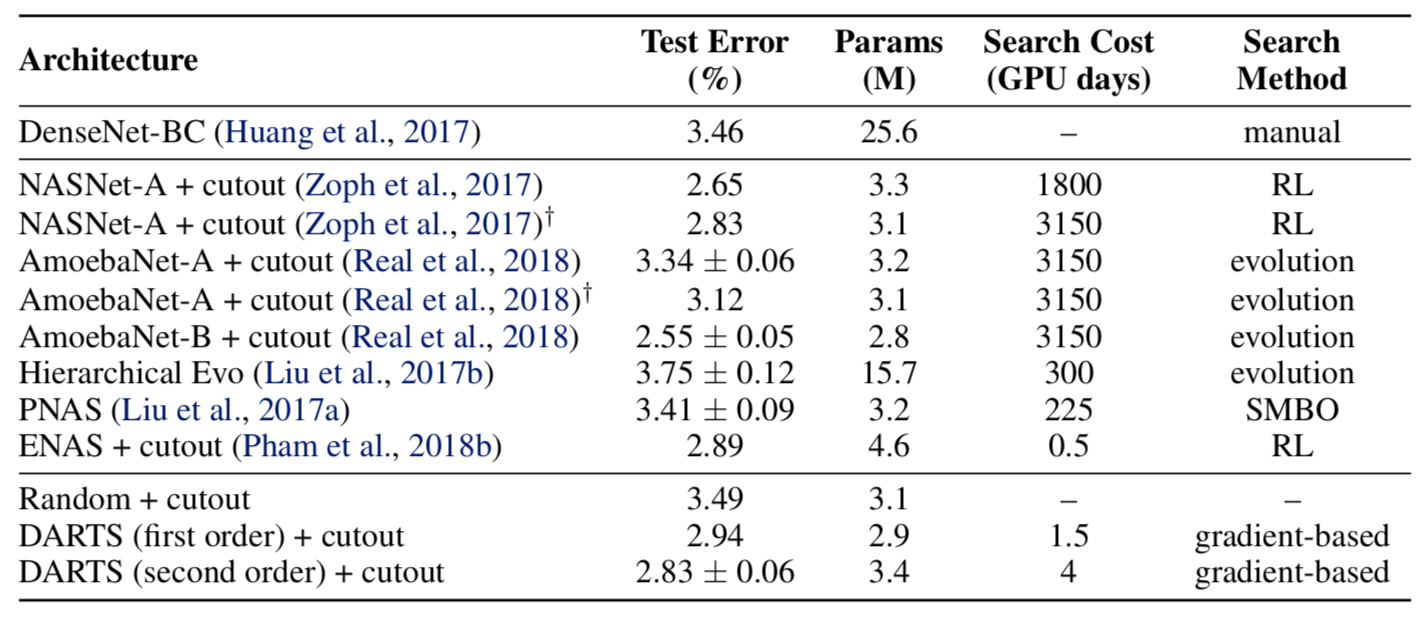 Architecture Test Error (%) Params (M) Search Cost (GPU days) Search Method
DenseNet-BC (Huang et al., 2017) 3.46 25.6 – manual
NASNet-A + cutout (Zoph et al., 2017) 2.65 3.3 1800 RL
NASNet-A + cutout (Zoph et al., 2017)† 2.83 3.1 3150 RL
AmoebaNet-A + cutout (Real et al., 2018) 3.34 ± 0.06 3.2 3150 evolution
AmoebaNet-A + cutout (Real et al., 2018)† 3.12 3.1 3150 evolution
AmoebaNet-B + cutout (Real et al., 2018) 2.55 ± 0.05 2.8 3150 evolution
Hierarchical Evo (Liu et al., 2017b) 3.75 ± 0.12 15.7 300 evolution
PNAS (Liu et al., 2017a) 3.41 ± 0.09 3.2 225 SMBO
ENAS + cutout (Pham et al., 2018b) 2.89 4.6 0.5 RL
Random + cutout 3.49 3.1 – –
DARTS (first order) + cutout 2.94 2.9 1.5 gradient-based
DARTS (second order) + cutout 2.83 ± 0.06 3.4 4 gradient-based